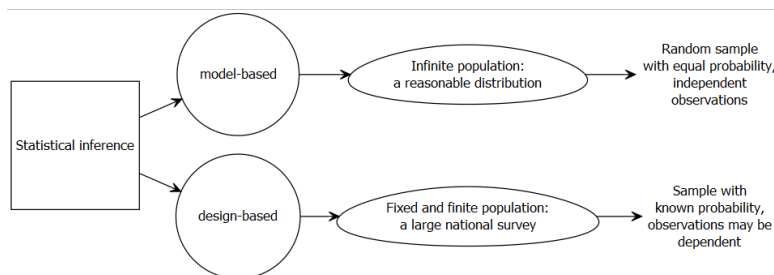 Statistical inference
model-based
Infinite population:
a reasonable distribution
Random sample
with equal probability,
independent
observations
design-based
Fixed and finite population:
a large national survey
Sample with
known probability,
observations may be
dependent